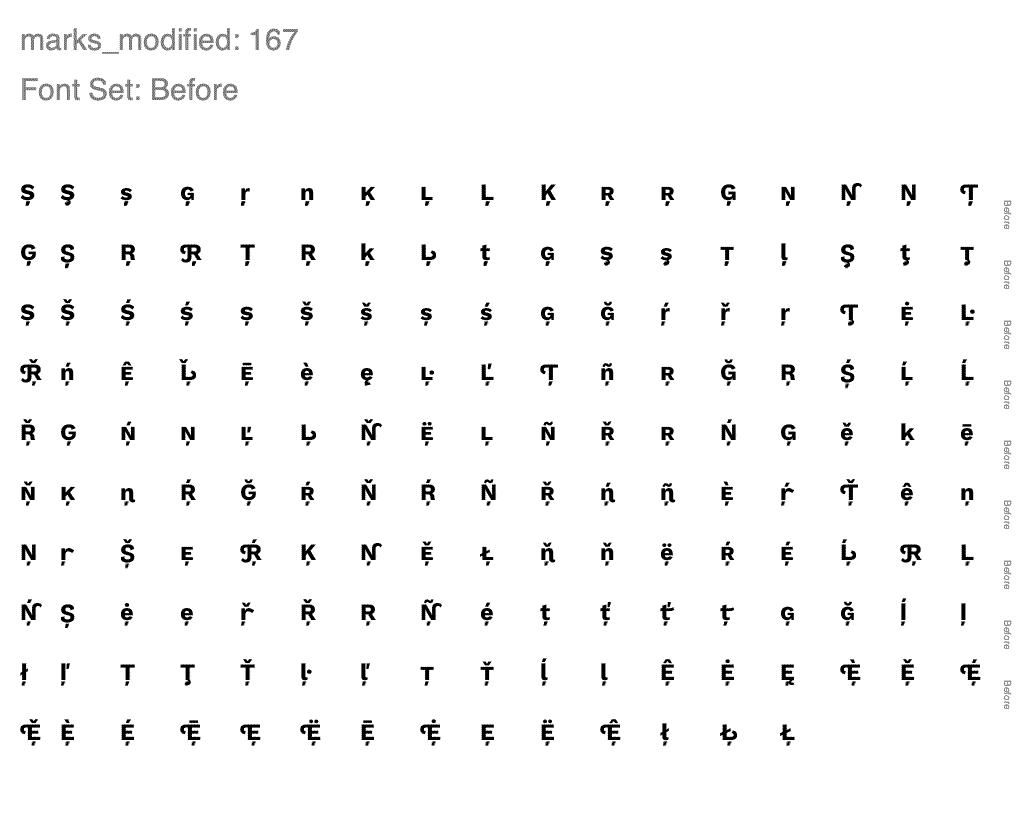 marks_modified: 167
Font Set: Before
Ș Ş ș Ģ ŗ ņ Ķ Ļ Ļ Ķ Ŗ Ŗ Ģ Ņ Ņ Ņ Ț Before
Ģ Ș Ŗ Ŗ Ț Ŗ ķ Ļ ț Ģ ş ş Ț ļ Ş ţ Ţ Before
Ș Ș̌ Ș́ ș́ ș Ș̌ ș̌ ș ș́ Ģ Ğ̦ ŕ̦ ř̦ ŗ Ţ Ė̦ Ļ Before
Ř̦ ń̦ Ê̦ Ľ̦ Ē̦ è̦ ȩ Ļ Ľ̦ Ț ñ̦ Ŗ Ğ̦ Ŗ Ș́ Ĺ̦ Ĺ̦ Before
Ř̦ Ģ Ń̦ Ņ Ľ̦ Ļ Ň̦ Ë̦ Ļ Ñ̦ Ř̦ Ŗ Ń̦ Ģ ě̦ ķ ē̦ Before
Ň̦ Ķ ņ Ŕ̦ Ğ̦ Ŕ̦ Ň̦ Ŕ̦ Ñ̦ Ř̦ ń̦ ñ̦ È̦ ŕ̦ Ț̌ ê̦ ņ Before
Ņ ŗ Ș̌ E̦ Ŕ̦ Ķ Ņ Ě̦ Ł̦ ň̦ ň̦ ë̦ Ŕ̦ É̦ Ĺ̦ Ŗ Ļ Before
Ń̦ Ș ė̦ e̦ ř̦ Ř̦ Ŗ Ñ̦ é̦ ț ț̌ ț̌ ț Ģ Ğ̦ ĺ̦ ļ Before
ł̦ ľ̦ Ț Ţ Ț̌ ŀ̦ ľ̦ Ț Ț̌ ĺ̦ ļ Ê̦ Ė̦ Ȩ È̦ Ě̦ É̦ Before
Ě̦ È̦ É̦ Ē̦ E̦ Ë̦ Ē̦ Ė̦ E̦ Ë̦ Ê̦ ł̦ Ł̦ Ł̦